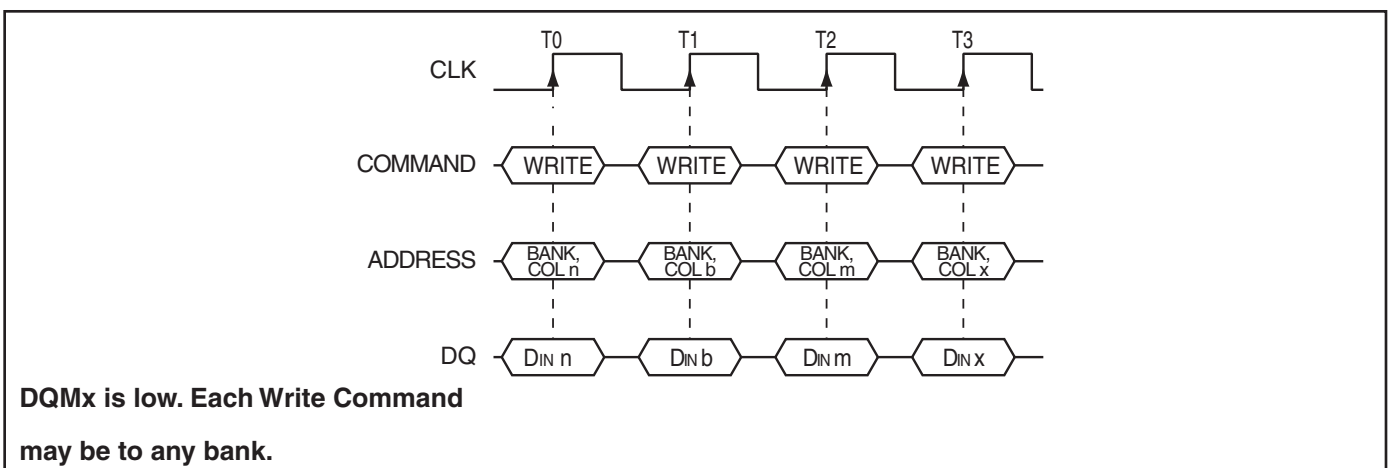 T0 T1 T2 T3
CLK
COMMAND WRITE WRITE WRITE WRITE
ADDRESS BANK, BANK, BANK, BANK,
COL n COL b COL m COL x
DQ DIN n DIN b DIN m DIN x
DQMx is low. Each Write Command
may be to any bank.